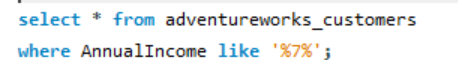 select * from adventureworks_customers
where AnnualIncome like '%7%';